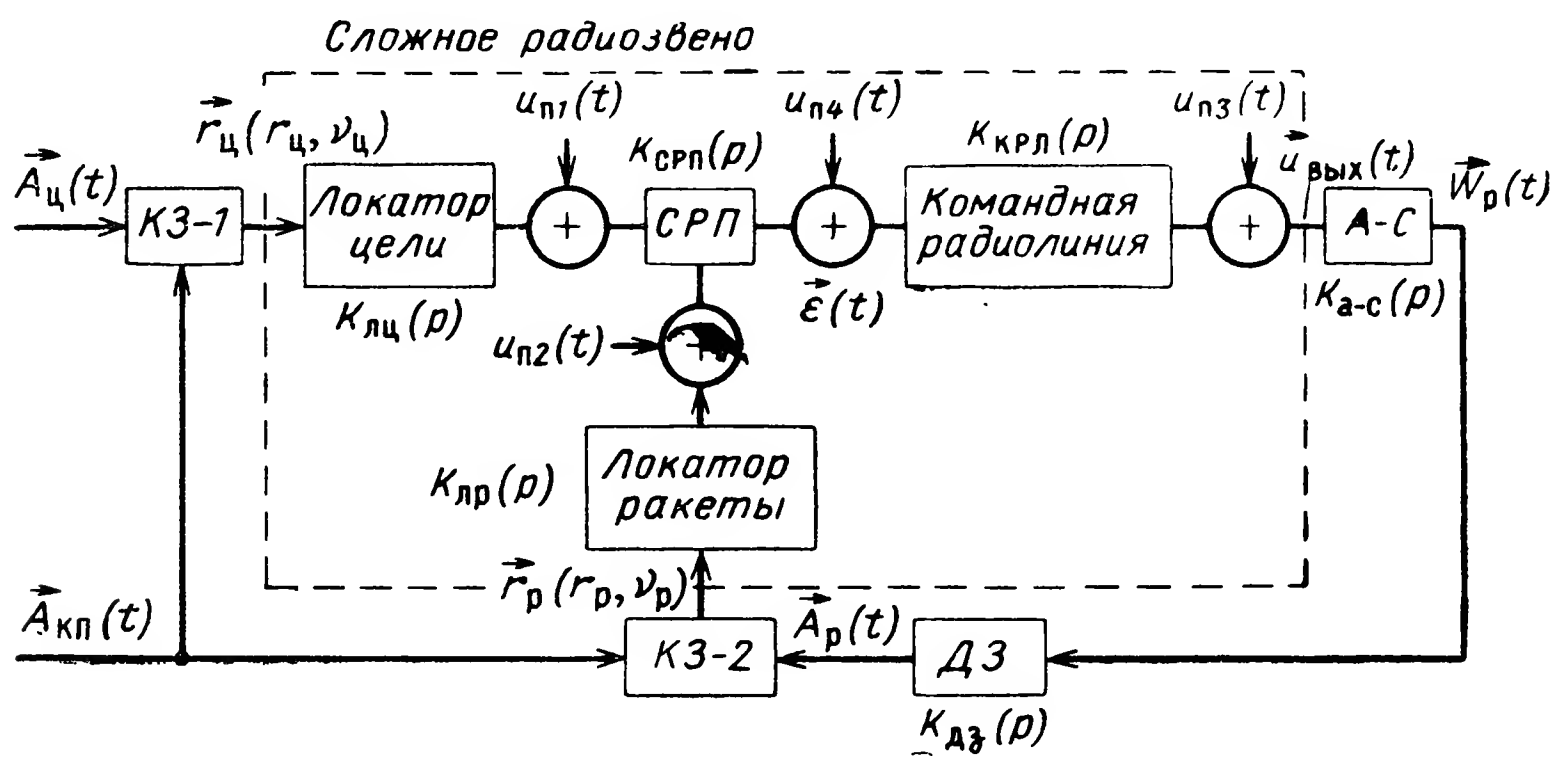 Сложное радиозвено
uп1(t)
uп4(t)
uп3(t)
r⃗ц(rц, νц)
KСРП(p)
KКРЛ(p)
u⃗вых(t)
A⃗ц(t)
W⃗р(t)
КЗ-1
Локатор
цели
+
СРП
+
Командная
радиолиния
+
А-С
Kлц(p)
ε⃗(t)
Kа-с(p)
uп2(t)
+
Kлр(p)
Локатор
ракеты
r⃗р(rр, νр)
A⃗кп(t)
КЗ-2
A⃗р(t)
ДЗ
Kдз(p)